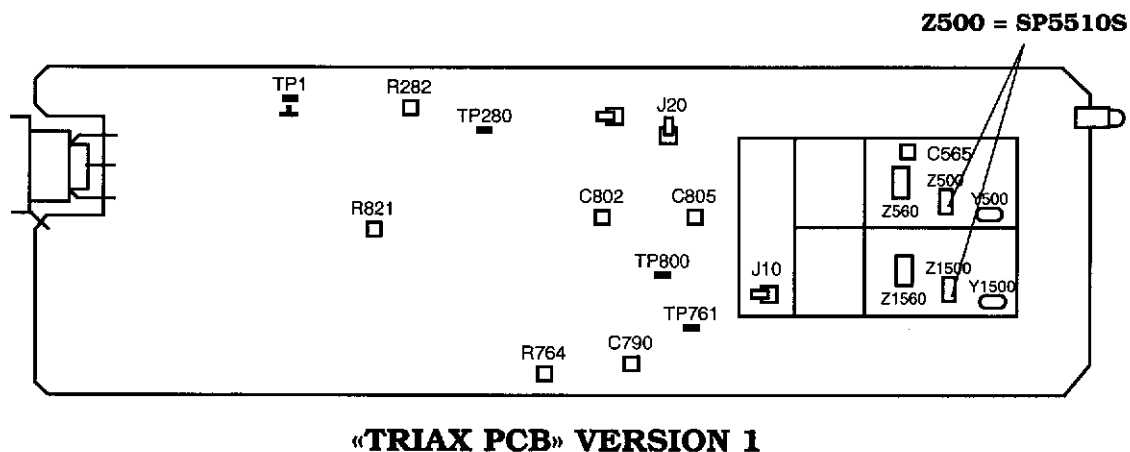 Z500 = SP5510S
TP1
R282
TP280
J20
C565
Z500
Z560
Y500
R821
C802
C805
TP800
J10
Z1500
Z1560
Y1500
TP761
R764
C790
«TRIAX PCB» VERSION 1